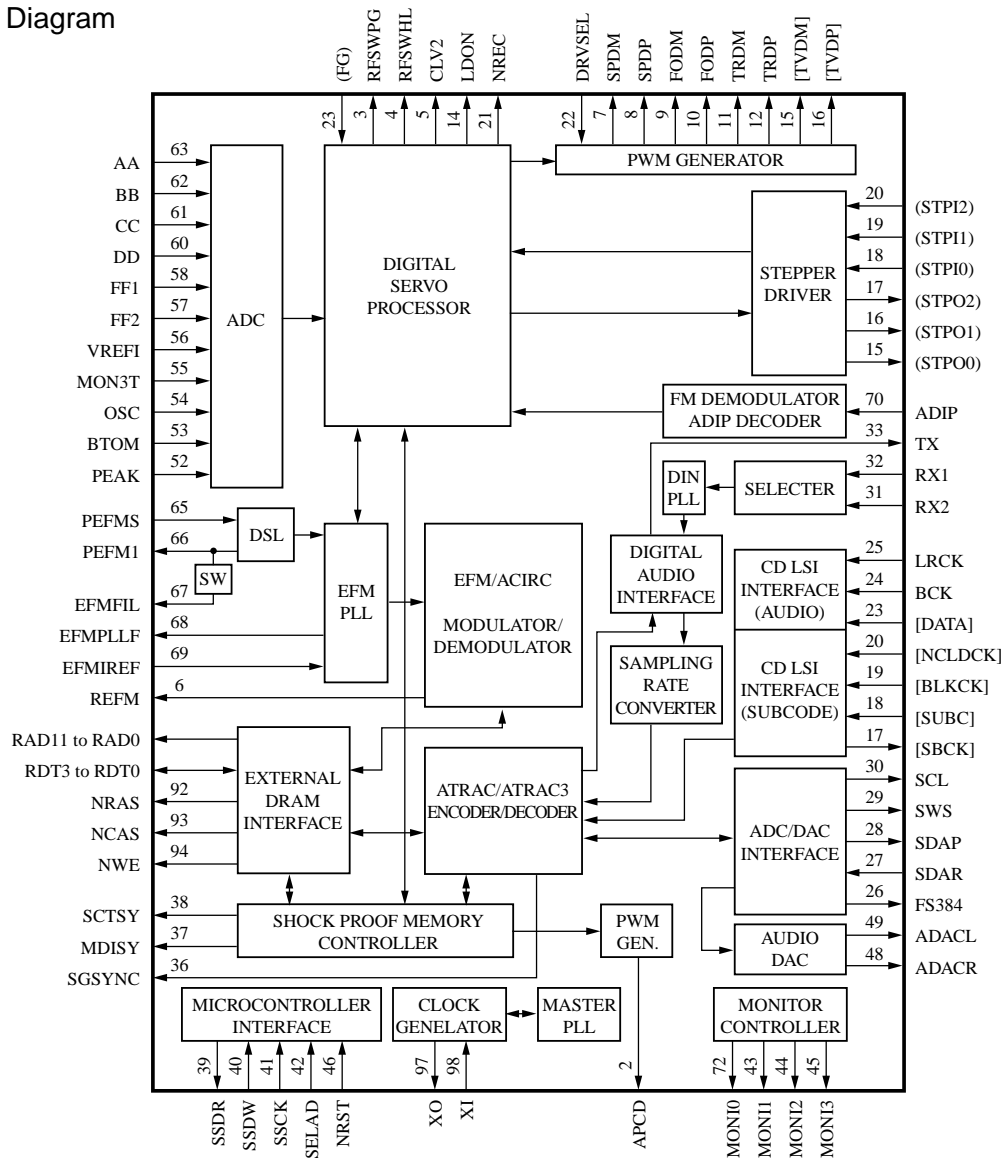 Diagram
(FG)
RFSWPG
RFSWHL
CLV2
LDON
NREC
DRVSEL
SPDM
SPDP
FODM
FODP
TRDM
TRDP
[TVDM]
[TVDP]
23
3
4
5
14
21
22
7
8
9
10
11
12
15
16
AA
63
BB
62
CC
61
DD
60
FF1
58
FF2
57
VREFI
56
MON3T
55
OSC
54
BTOM
53
PEAK
52
ADC
DIGITAL
SERVO
PROCESSOR
PWM GENERATOR
STEPPER
DRIVER
20
(STPI2)
19
(STPI1)
18
(STPI0)
17
(STPO2)
16
(STPO1)
15
(STPO0)
FM DEMODULATOR
ADIP DECODER
70
ADIP
33
TX
32
RX1
31
RX2
DIN
PLL
SELECTER
PEFMS
65
PEFM1
66
DSL
SW
EFMFIL
67
EFMPLLF
68
EFMIREF
69
REFM
6
EFM
PLL
EFM/ACIRC
MODULATOR/
DEMODULATOR
DIGITAL
AUDIO
INTERFACE
SAMPLING
RATE
CONVERTER
CD LSI
INTERFACE
(AUDIO)
CD LSI
INTERFACE
(SUBCODE)
25
LRCK
24
BCK
23
[DATA]
20
[NCLDCK]
19
[BLKCK]
18
[SUBC]
17
[SBCK]
RAD11 to RAD0
RDT3 to RDT0
NRAS
92
NCAS
93
NWE
94
EXTERNAL
DRAM
INTERFACE
ATRAC/ATRAC3
ENCODER/DECODER
ADC/DAC
INTERFACE
30
SCL
29
SWS
28
SDAP
27
SDAR
26
FS384
SCTSY
38
MDISY
37
SGSYNC
36
SHOCK PROOF MEMORY
CONTROLLER
PWM
GEN.
AUDIO
DAC
49
ADACL
48
ADACR
MICROCONTROLLER
INTERFACE
CLOCK
GENELATOR
MASTER
PLL
MONITOR
CONTROLLER
39
40
41
42
46
97
98
2
72
43
44
45
SSDR
SSDW
SSCK
SELAD
NRST
XO
XI
APCD
MONI0
MONI1
MONI2
MONI3